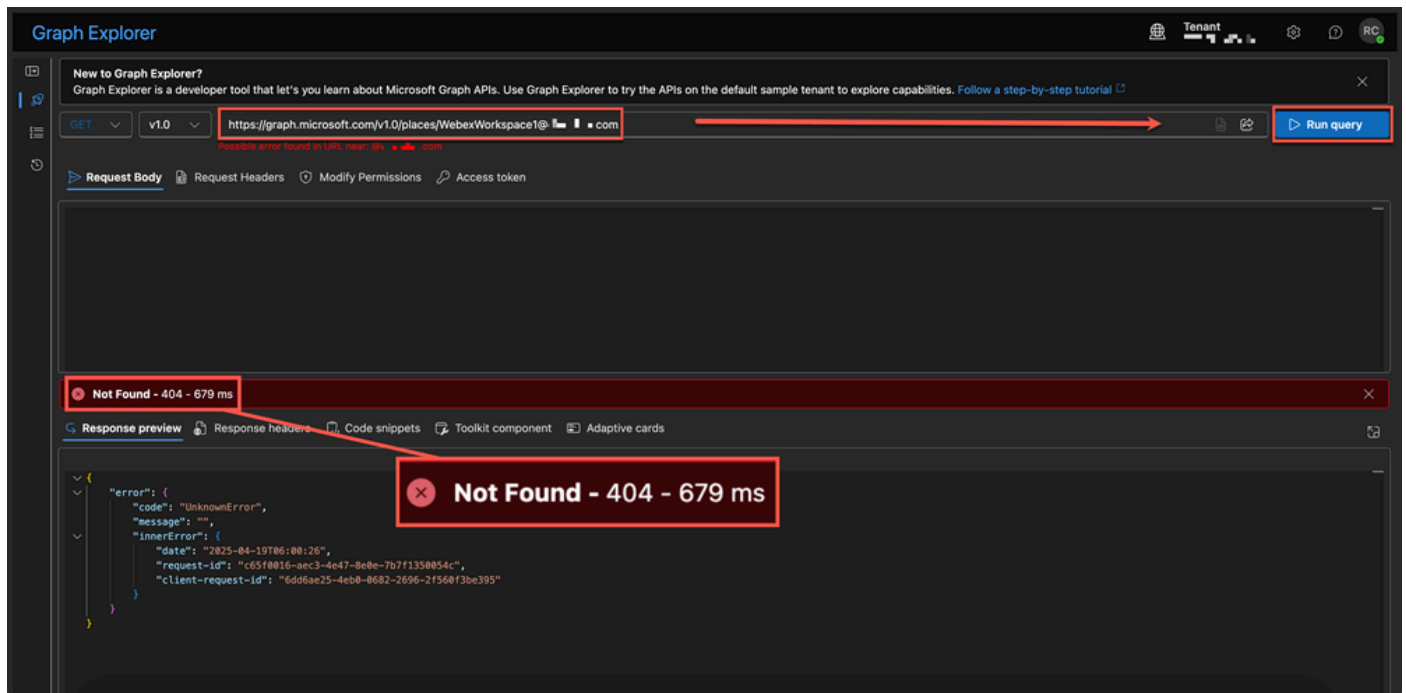 Graph Explorer
Tenant
RC
New to Graph Explorer?
Graph Explorer is a developer tool that let's you learn about Microsoft Graph APIs. Use Graph Explorer to try the APIs on the default sample tenant to explore capabilities. Follow a step-by-step tutorial
GET v1.0 https://graph.microsoft.com/v1.0/places/WebexWorkspace1@ com Run query
Possible error found in URL near: @ .com
Request Body Request Headers Modify Permissions Access token
Not Found - 404 - 679 ms
Response preview Response headers Code snippets Toolkit component Adaptive cards
Not Found - 404 - 679 ms
{
"error": {
"code": "UnknownError",
"message": "",
"innerError": {
"date": "2025-04-19T06:00:26",
"request-id": "c65f0016-aec3-4e47-8e0e-7b7f1350054c",
"client-request-id": "6dd6ae25-4eb0-0682-2696-2f560f3be395"
}
}
}